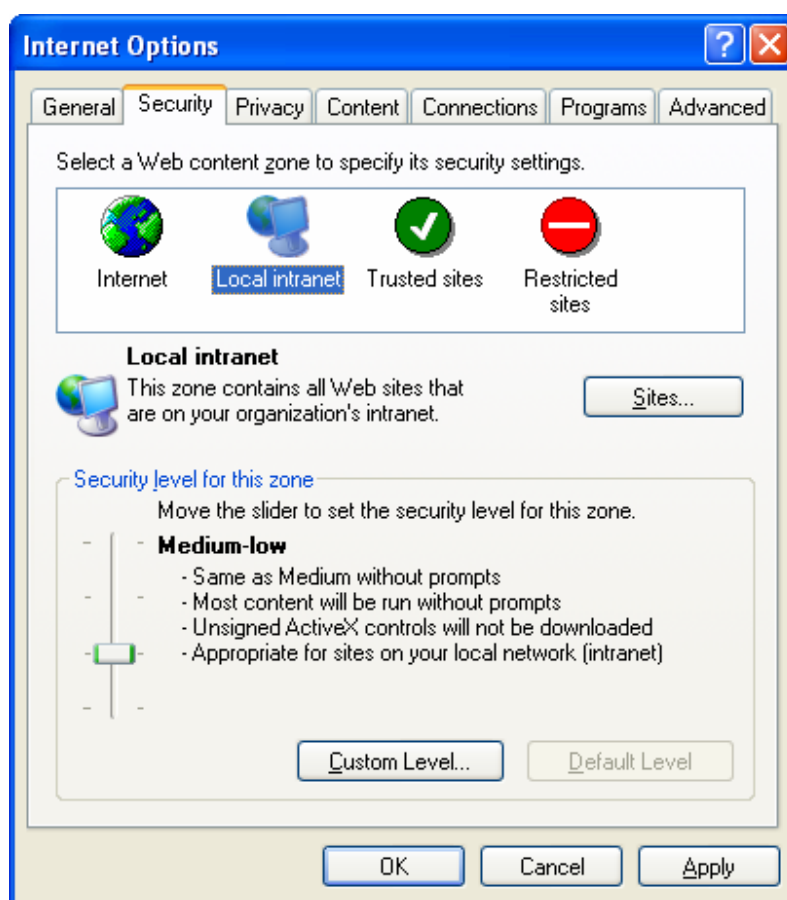 Internet Options
General Security Privacy Content Connections Programs Advanced
Select a Web content zone to specify its security settings.
Internet Local intranet Trusted sites Restricted
sites
Local intranet
This zone contains all Web sites that
are on your organization's intranet.
Sites...
Security level for this zone
Move the slider to set the security level for this zone.
Medium-low
- Same as Medium without prompts
- Most content will be run without prompts
- Unsigned ActiveX controls will not be downloaded
- Appropriate for sites on your local network (intranet)
Custom Level... Default Level
OK Cancel Apply